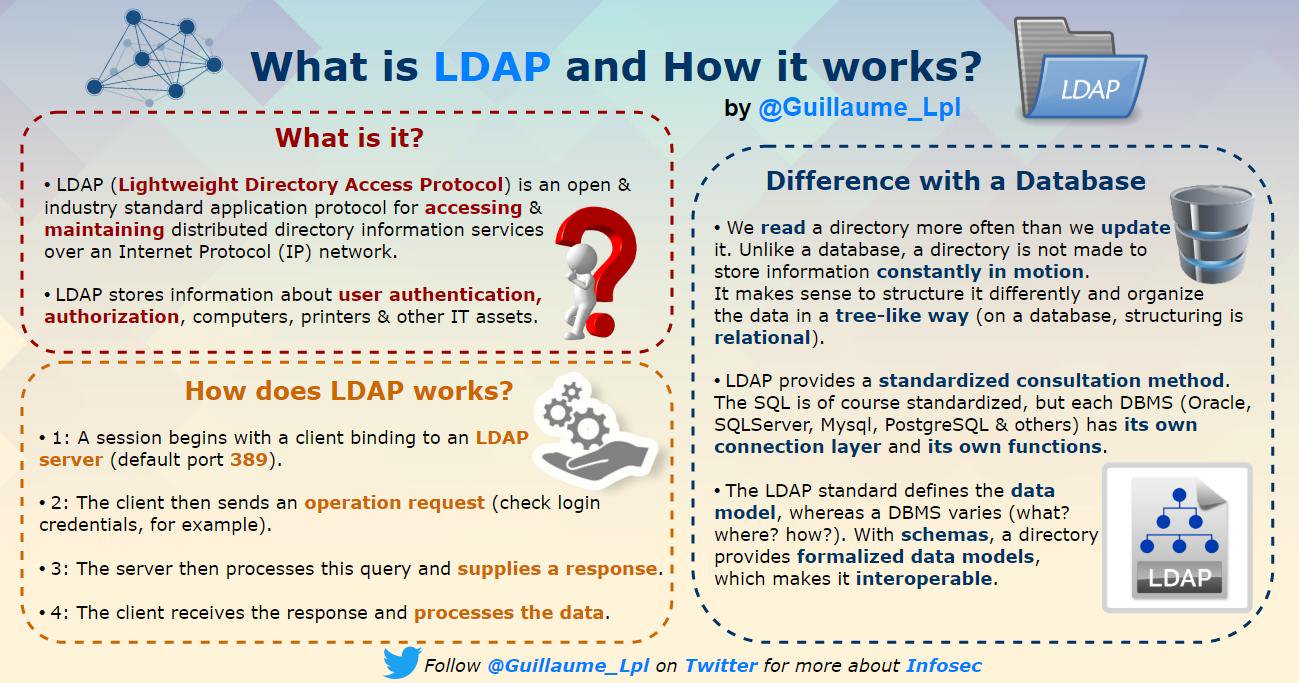 What is LDAP and How it works?
by @Guillaume_Lpl
LDAP
What is it?
• LDAP (Lightweight Directory Access Protocol) is an open &
industry standard application protocol for accessing &
maintaining distributed directory information services
over an Internet Protocol (IP) network.
• LDAP stores information about user authentication,
authorization, computers, printers & other IT assets.
How does LDAP works?
• 1: A session begins with a client binding to an LDAP
server (default port 389).
• 2: The client then sends an operation request (check login
credentials, for example).
• 3: The server then processes this query and supplies a response.
• 4: The client receives the response and processes the data.
Difference with a Database
• We read a directory more often than we update
it. Unlike a database, a directory is not made to
store information constantly in motion.
It makes sense to structure it differently and organize
the data in a tree-like way (on a database, structuring is
relational).
• LDAP provides a standardized consultation method.
The SQL is of course standardized, but each DBMS (Oracle,
SQLServer, Mysql, PostgreSQL & others) has its own
connection layer and its own functions.
• The LDAP standard defines the data
model, whereas a DBMS varies (what?
where? how?). With schemas, a directory
provides formalized data models,
which makes it interoperable.
LDAP
Follow @Guillaume_Lpl on Twitter for more about Infosec